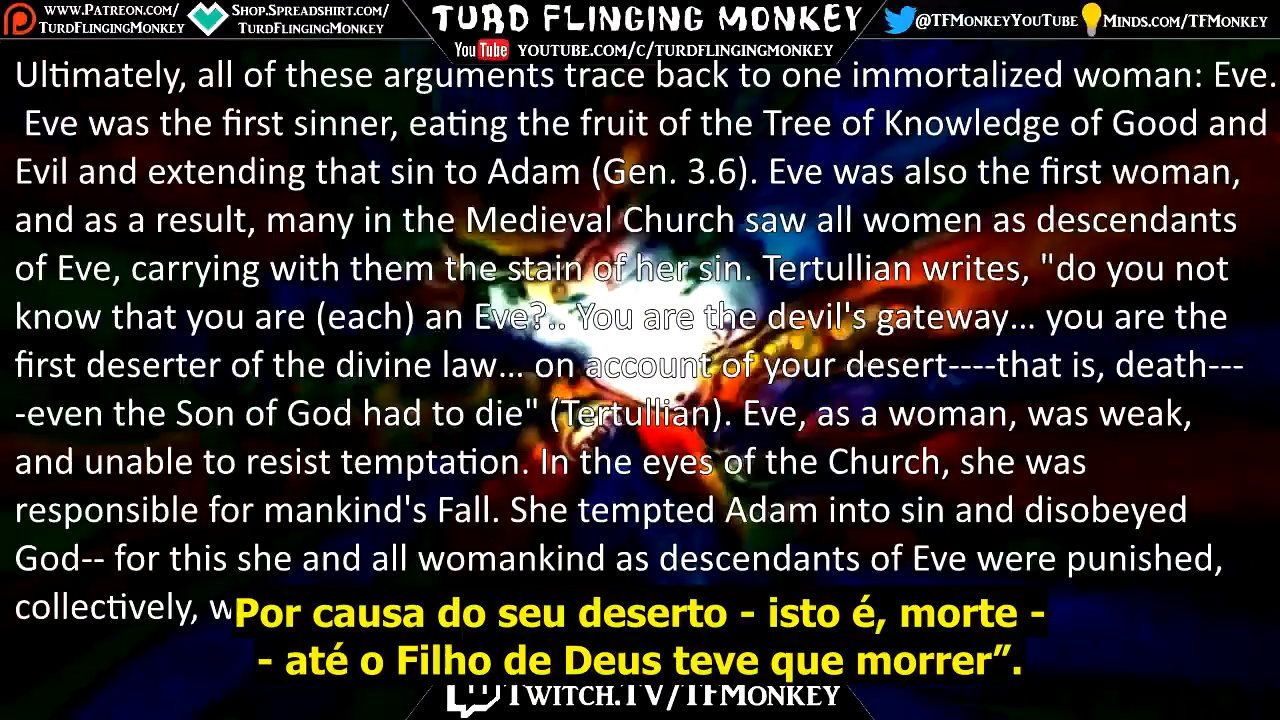 www.Patreon.com/
TurdFlingingMonkey
Shop.Spreadshirt.com/
TurdFlingingMonkey
TURD FLINGING MONKEY
YouTube youtube.com/c/turdflingingmonkey
@TFMonkeyYouTube
Minds.com/TFMonkey
Ultimately, all of these arguments trace back to one immortalized woman: Eve.
Eve was the first sinner, eating the fruit of the Tree of Knowledge of Good and
Evil and extending that sin to Adam (Gen. 3.6). Eve was also the first woman,
and as a result, many in the Medieval Church saw all women as descendants
of Eve, carrying with them the stain of her sin. Tertullian writes, "do you not
know that you are (each) an Eve?.. You are the devil's gateway... you are the
first deserter of the divine law... on account of your desert----that is, death---
-even the Son of God had to die" (Tertullian). Eve, as a woman, was weak,
and unable to resist temptation. In the eyes of the Church, she was
responsible for mankind's Fall. She tempted Adam into sin and disobeyed
God-- for this she and all womankind as descendants of Eve were punished,
collectively, w
Por causa do seu deserto - isto é, morte -
- até o Filho de Deus teve que morrer”.
Twitch.TV/TFMonkey